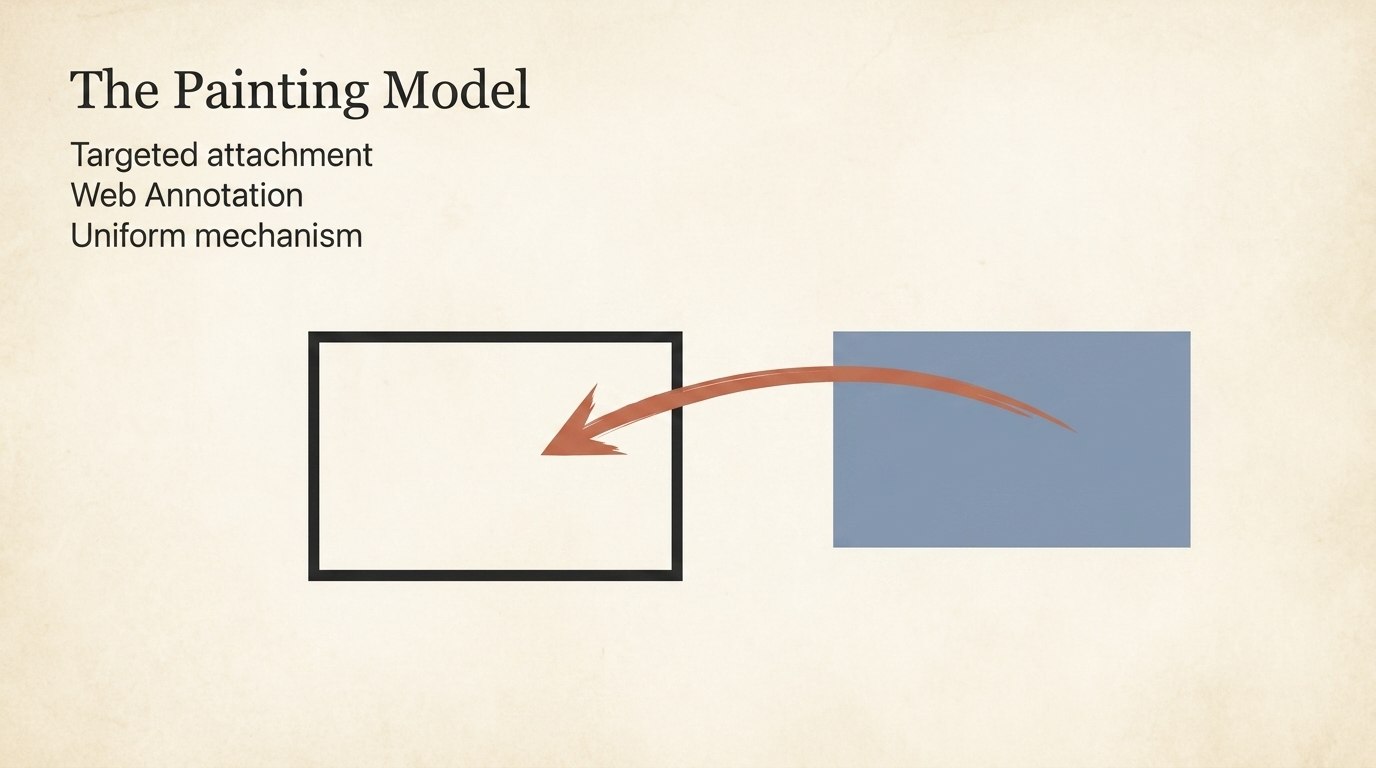 The Painting Model
Targeted attachment
Web Annotation
Uniform mechanism